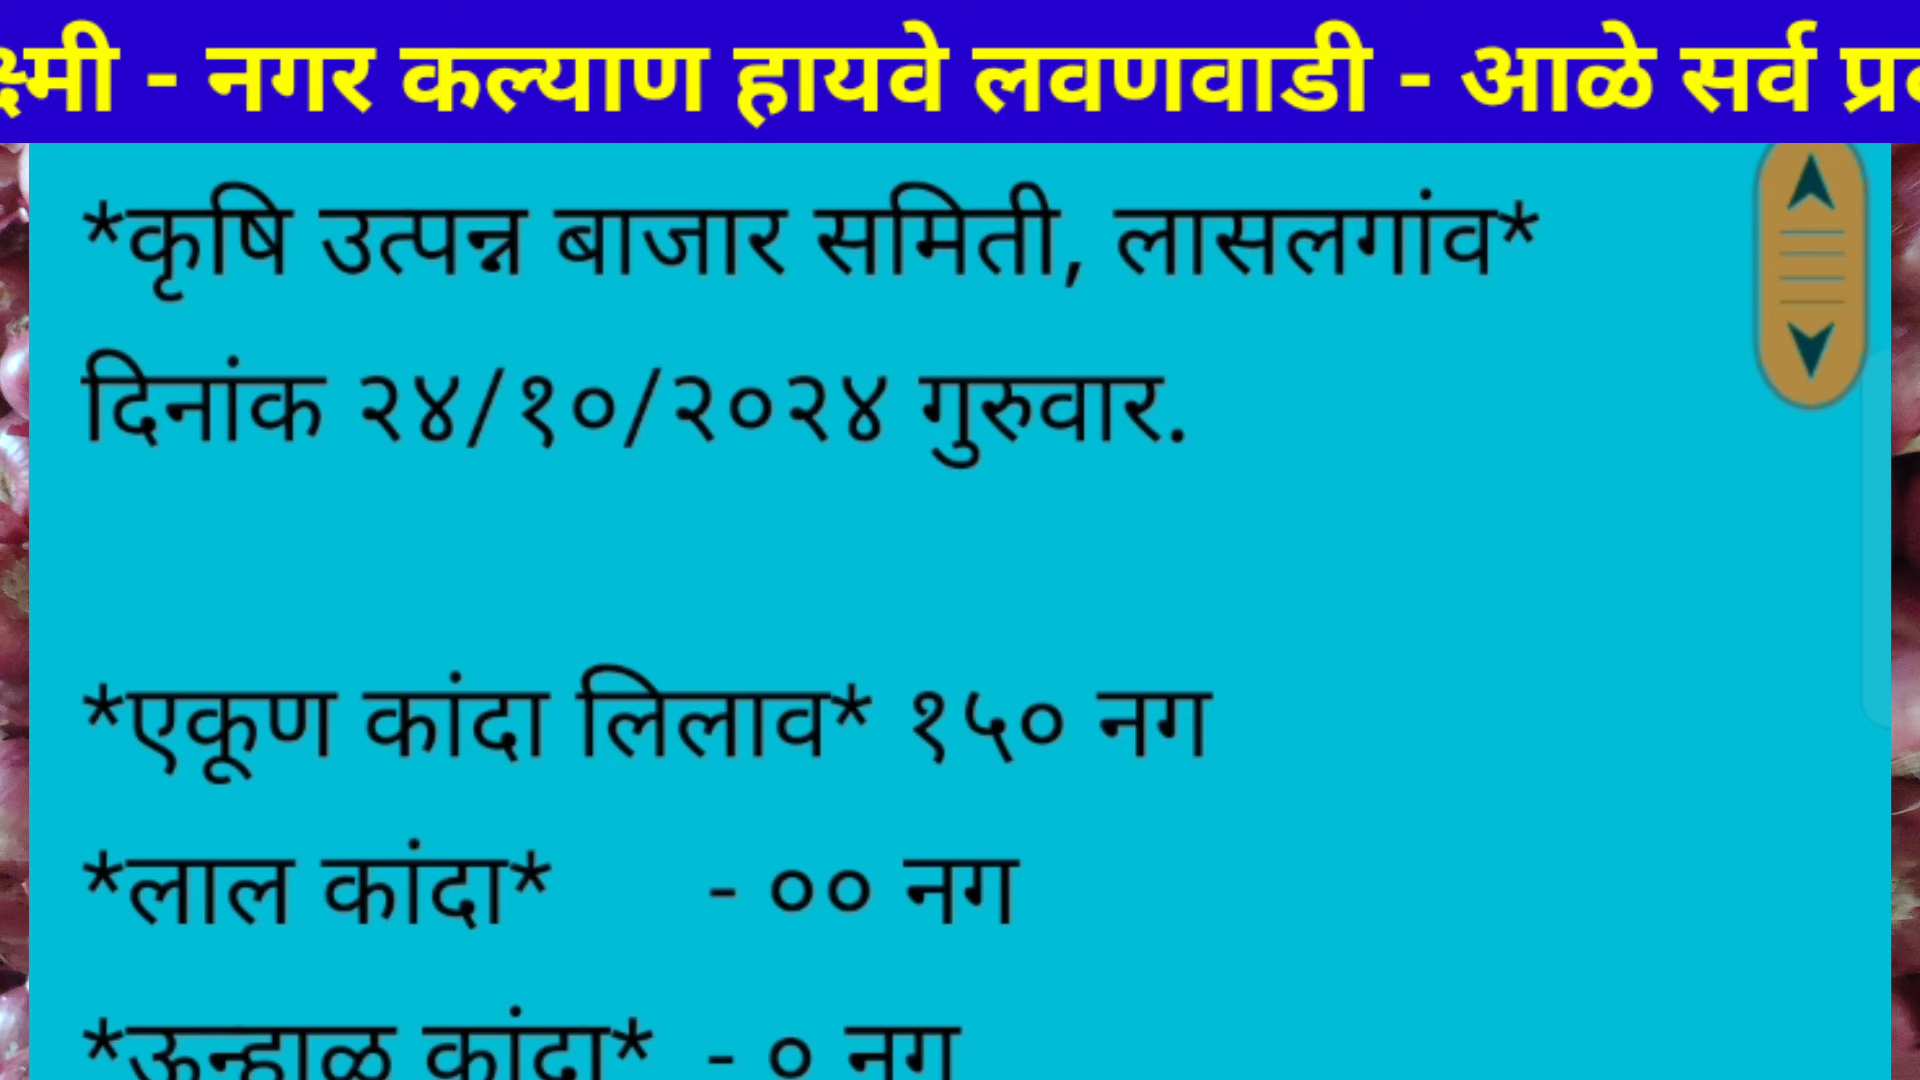 - नगर कल्याण हायवे लवणवाडी - आळे सर्व
*कृषि उत्पन्न बाजार समिती, लासलगांव*
दिनांक २४/१०/२०२४ गुरुवार.
*एकूण कांदा लिलाव* १५० नग
*लाल कांदा* - ०० नग
*ऊन्हाळ कांदा* - ० नग